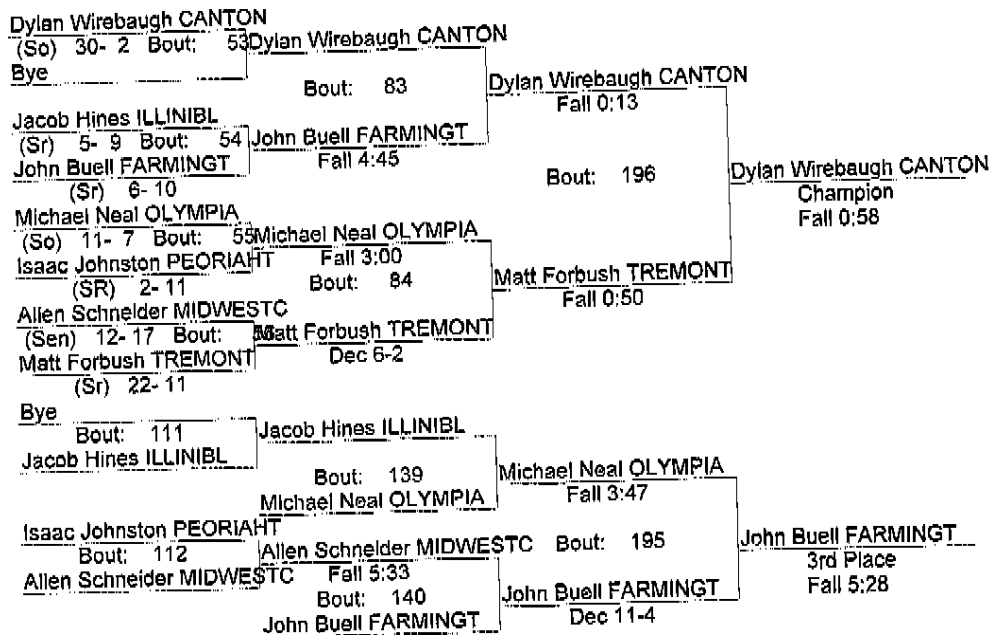 Dylan Wirebaugh CANTON
(So) 30- 2 Bout: 53
Bye
Dylan Wirebaugh CANTON
Bout: 83
Jacob Hines ILLINIBL
(Sr) 5- 9 Bout: 54
John Buell FARMINGT
(Sr) 6- 10
John Buell FARMINGT
Fall 4:45
Dylan Wirebaugh CANTON
Fall 0:13
Bout: 196
Michael Neal OLYMPIA
(So) 11- 7 Bout: 55
Isaac Johnston PEORIAHT
(SR) 2- 11
Michael Neal OLYMPIA
Fall 3:00
Bout: 84
Allen Schneider MIDWESTC
(Sen) 12- 17 Bout:
Matt Forbush TREMONT
(Sr) 22- 11
Matt Forbush TREMONT
Dec 6-2
Matt Forbush TREMONT
Fall 0:50
Dylan Wirebaugh CANTON
Champion
Fall 0:58
Bye
Bout: 111
Jacob Hines ILLINIBL
Jacob Hines ILLINIBL
Bout: 139
Michael Neal OLYMPIA
Michael Neal OLYMPIA
Fall 3:47
Isaac Johnston PEORIAHT
Bout: 112
Allen Schneider MIDWESTC
Allen Schneider MIDWESTC
Fall 5:33
Bout: 140
John Buell FARMINGT
Bout: 195
John Buell FARMINGT
Dec 11-4
John Buell FARMINGT
3rd Place
Fall 5:28